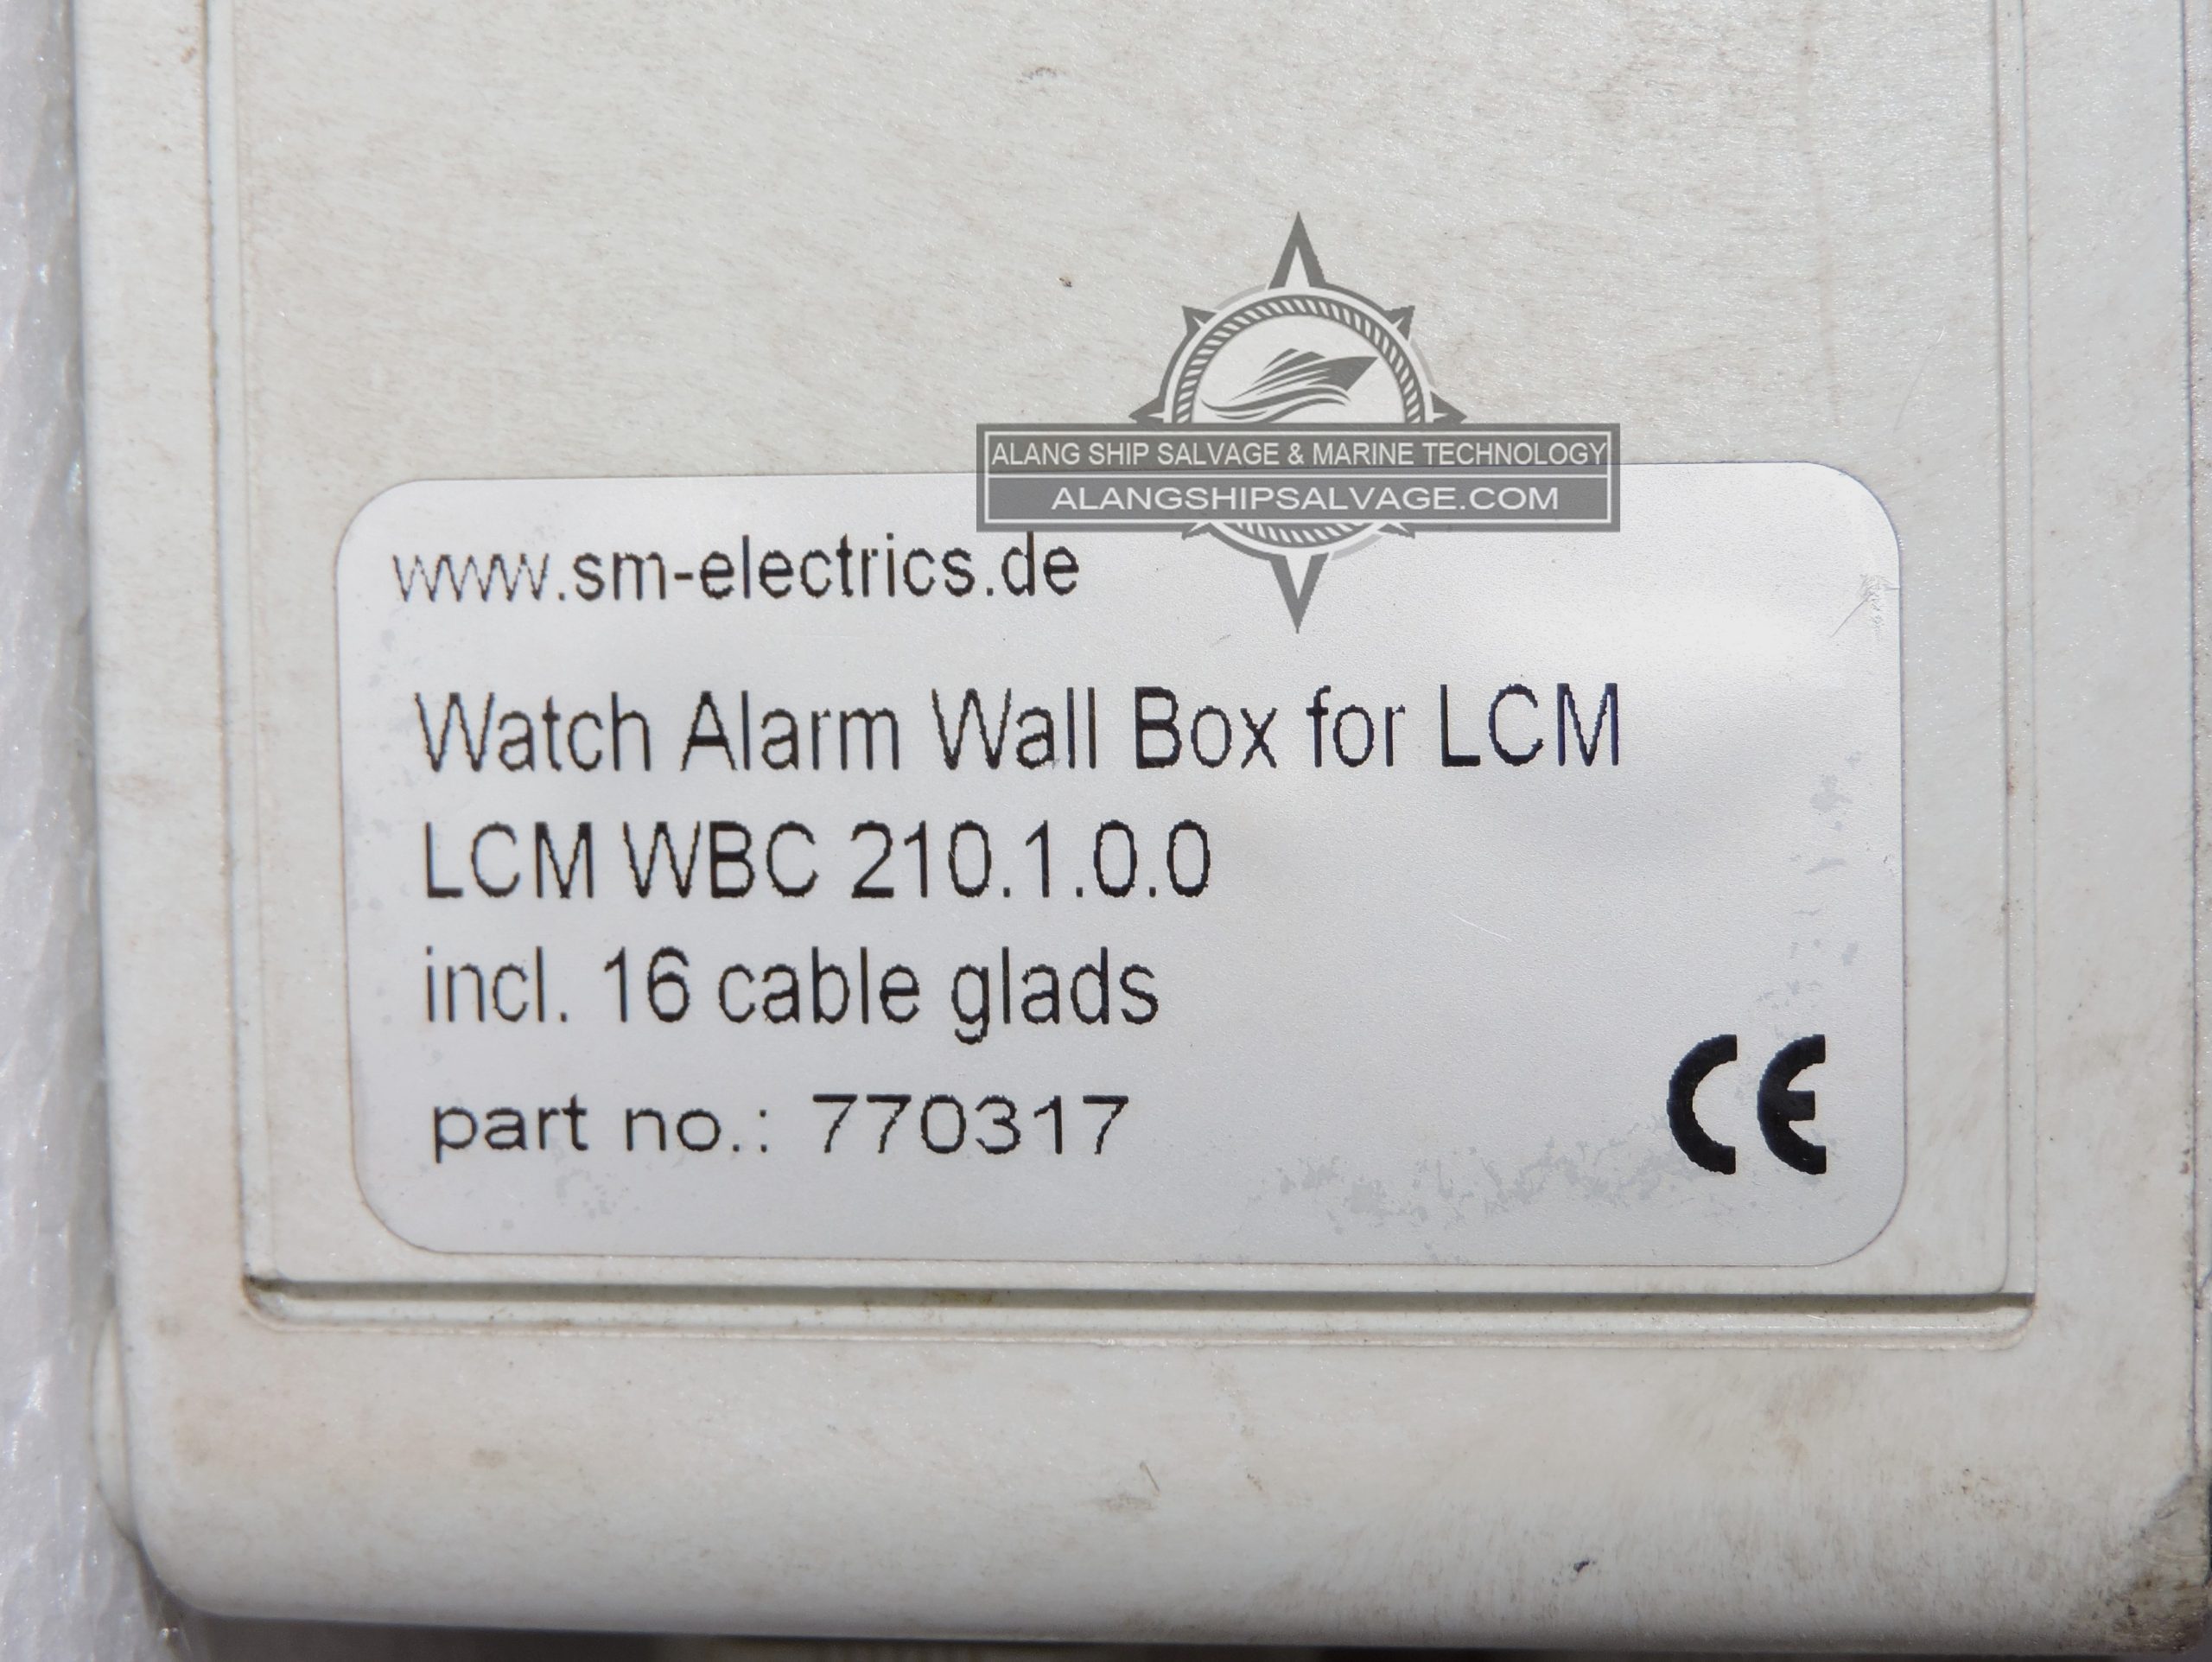 ALANG SHIP SALVAGE & MARINE TECHNOLOGY
ALANGSHIPSALVAGE.COM
www.sm-electrics.de
Watch Alarm Wall Box for LCM
LCM WBC 210.1.0.0
incl. 16 cable glads
part no.: 770317
CE